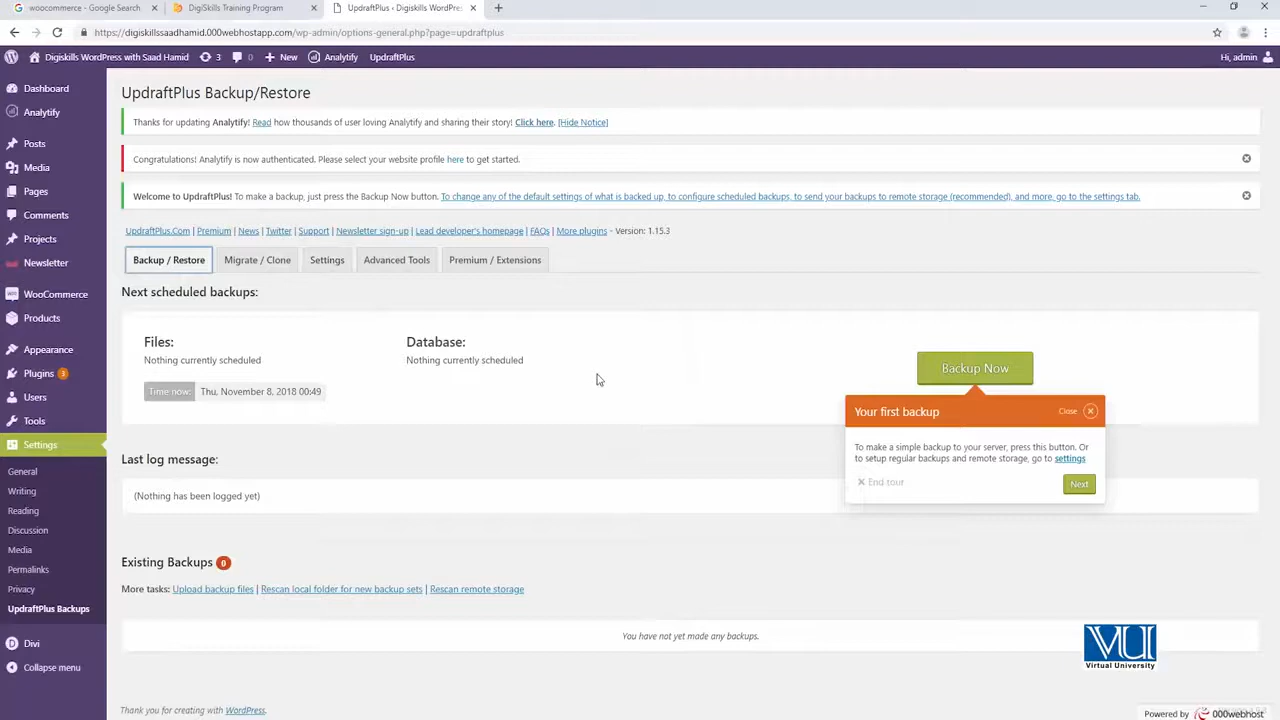 woocommerce - Google Search
DigiSkills Training Program
UpdraftPlus ‹ Digiskills WordPre
https://digiskillssaadhamid.000webhostapp.com/wp-admin/options-general.php?page=updraftplus
Digiskills WordPress with Saad Hamid 3 0 + New Analytify UpdraftPlus Hi, admin
Dashboard
Analytify
Posts
Media
Pages
Comments
Projects
Newsletter
WooCommerce
Products
Appearance
Plugins 3
Users
Tools
Settings
General
Writing
Reading
Discussion
Media
Permalinks
Privacy
UpdraftPlus Backups
Divi
Collapse menu
UpdraftPlus Backup/Restore
Thanks for updating Analytify! Read how thousands of user loving Analytify and sharing their story! Click here. [Hide Notice]
Congratulations! Analytify is now authenticated. Please select your website profile here to get started.
Welcome to UpdraftPlus! To make a backup, just press the Backup Now button. To change any of the default settings of what is backed up, to configure scheduled backups, to send your backups to remote storage (recommended), and more, go to the settings tab.
UpdraftPlus.Com | Premium | News | Twitter | Support | Newsletter sign-up | Lead developer's homepage | FAQs | More plugins - Version: 1.15.3
Backup / Restore Migrate / Clone Settings Advanced Tools Premium / Extensions
Next scheduled backups:
Files:
Nothing currently scheduled
Database:
Nothing currently scheduled
Time now: Thu, November 8, 2018 00:49
Backup Now
Your first backup
Close
To make a simple backup to your server, press this button. Or
to setup regular backups and remote storage, go to settings
End tour
Next
Last log message:
(Nothing has been logged yet)
Existing Backups 0
More tasks: Upload backup files | Rescan local folder for new backup sets | Rescan remote storage
You have not yet made any backups.
VU
Virtual University
Thank you for creating with WordPress.
Powered by 000webhost